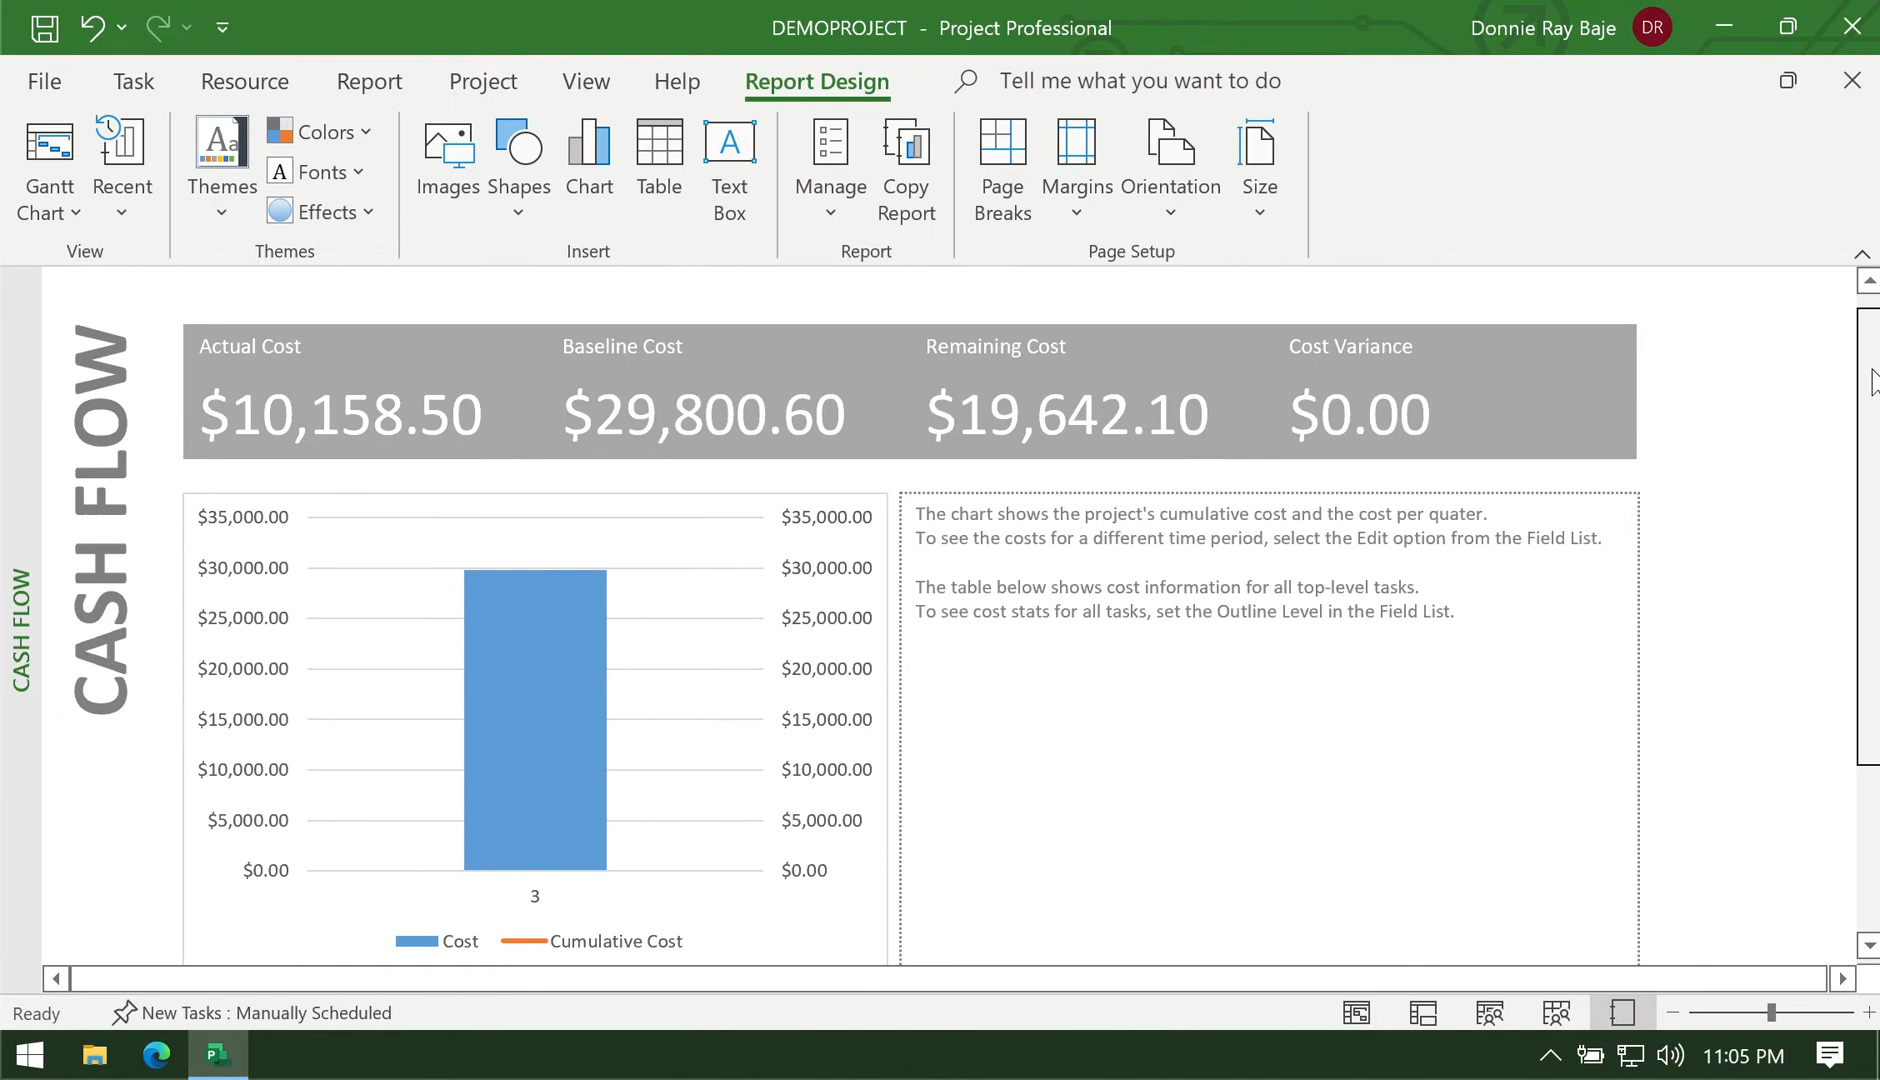 DEMOPROJECT - Project Professional
Donnie Ray Baje
DR
File
Task
Resource
Report
Project
View
Help
Report Design
Tell me what you want to do
Gantt Chart
Recent
View
Aa
Themes
Colors
A
Fonts
Effects
Themes
Images
Shapes
Chart
Table
A
Text Box
Insert
Manage
Copy Report
Report
Page Breaks
Margins
Orientation
Size
Page Setup
CASH FLOW
CASH FLOW
Actual Cost
$10,158.50
Baseline Cost
$29,800.60
Remaining Cost
$19,642.10
Cost Variance
$0.00
$35,000.00
$30,000.00
$25,000.00
$20,000.00
$15,000.00
$10,000.00
$5,000.00
$0.00
$35,000.00
$30,000.00
$25,000.00
$20,000.00
$15,000.00
$10,000.00
$5,000.00
$0.00
3
Cost
Cumulative Cost
The chart shows the project's cumulative cost and the cost per quater.
To see the costs for a different time period, select the Edit option from the Field List.
The table below shows cost information for all top-level tasks.
To see cost stats for all tasks, set the Outline Level in the Field List.
Ready
New Tasks : Manually Scheduled
P
11:05 PM